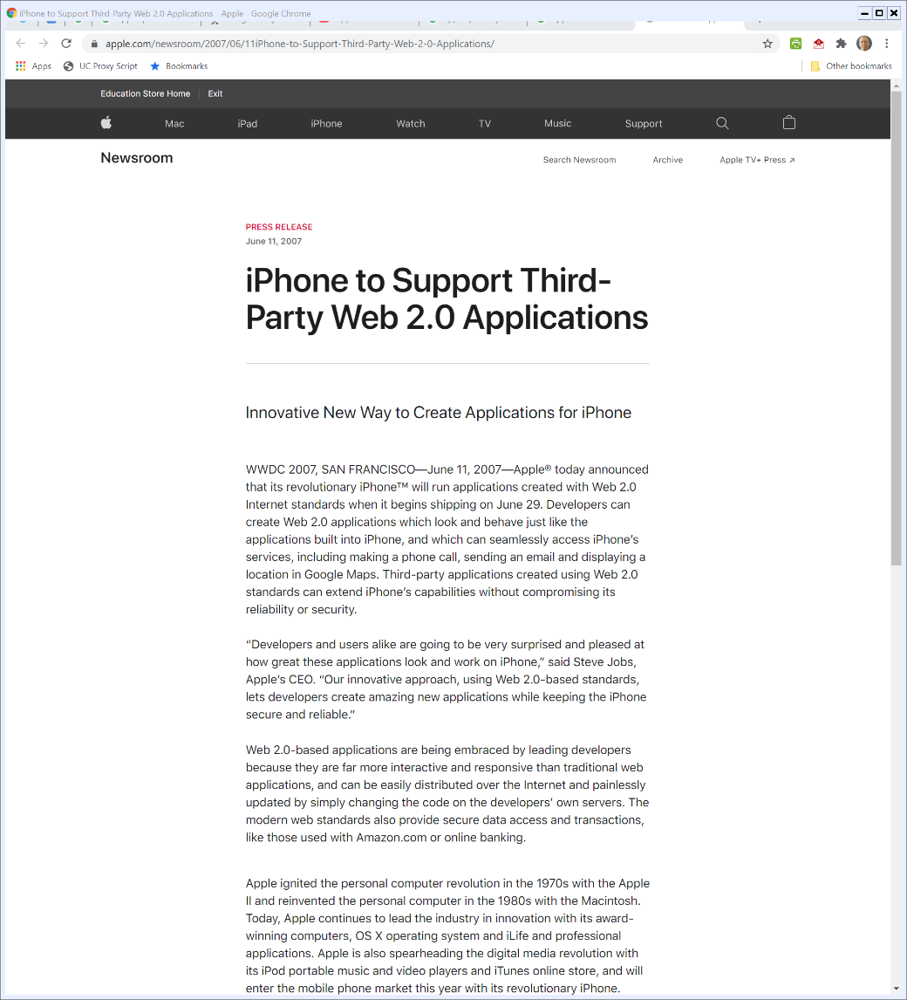 iPhone to Support Third-Party Web 2.0 Applications - Apple - Google Chrome
apple.com/newsroom/2007/06/11iPhone-to-Support-Third-Party-Web-2-0-Applications/
Apps UC Proxy Script Bookmarks Other bookmarks
Education Store Home Exit
Mac iPad iPhone Watch TV Music Support
Newsroom Search Newsroom Archive Apple TV+ Press ↗
PRESS RELEASE
June 11, 2007
iPhone to Support Third-
Party Web 2.0 Applications
Innovative New Way to Create Applications for iPhone
WWDC 2007, SAN FRANCISCO—June 11, 2007—Apple® today announced
that its revolutionary iPhone™ will run applications created with Web 2.0
Internet standards when it begins shipping on June 29. Developers can
create Web 2.0 applications which look and behave just like the
applications built into iPhone, and which can seamlessly access iPhone’s
services, including making a phone call, sending an email and displaying a
location in Google Maps. Third-party applications created using Web 2.0
standards can extend iPhone’s capabilities without compromising its
reliability or security.
“Developers and users alike are going to be very surprised and pleased at
how great these applications look and work on iPhone,” said Steve Jobs,
Apple’s CEO. “Our innovative approach, using Web 2.0-based standards,
lets developers create amazing new applications while keeping the iPhone
secure and reliable.”
Web 2.0-based applications are being embraced by leading developers
because they are far more interactive and responsive than traditional web
applications, and can be easily distributed over the Internet and painlessly
updated by simply changing the code on the developers’ own servers. The
modern web standards also provide secure data access and transactions,
like those used with Amazon.com or online banking.
Apple ignited the personal computer revolution in the 1970s with the Apple
II and reinvented the personal computer in the 1980s with the Macintosh.
Today, Apple continues to lead the industry in innovation with its award-
winning computers, OS X operating system and iLife and professional
applications. Apple is also spearheading the digital media revolution with
its iPod portable music and video players and iTunes online store, and will
enter the mobile phone market this year with its revolutionary iPhone.